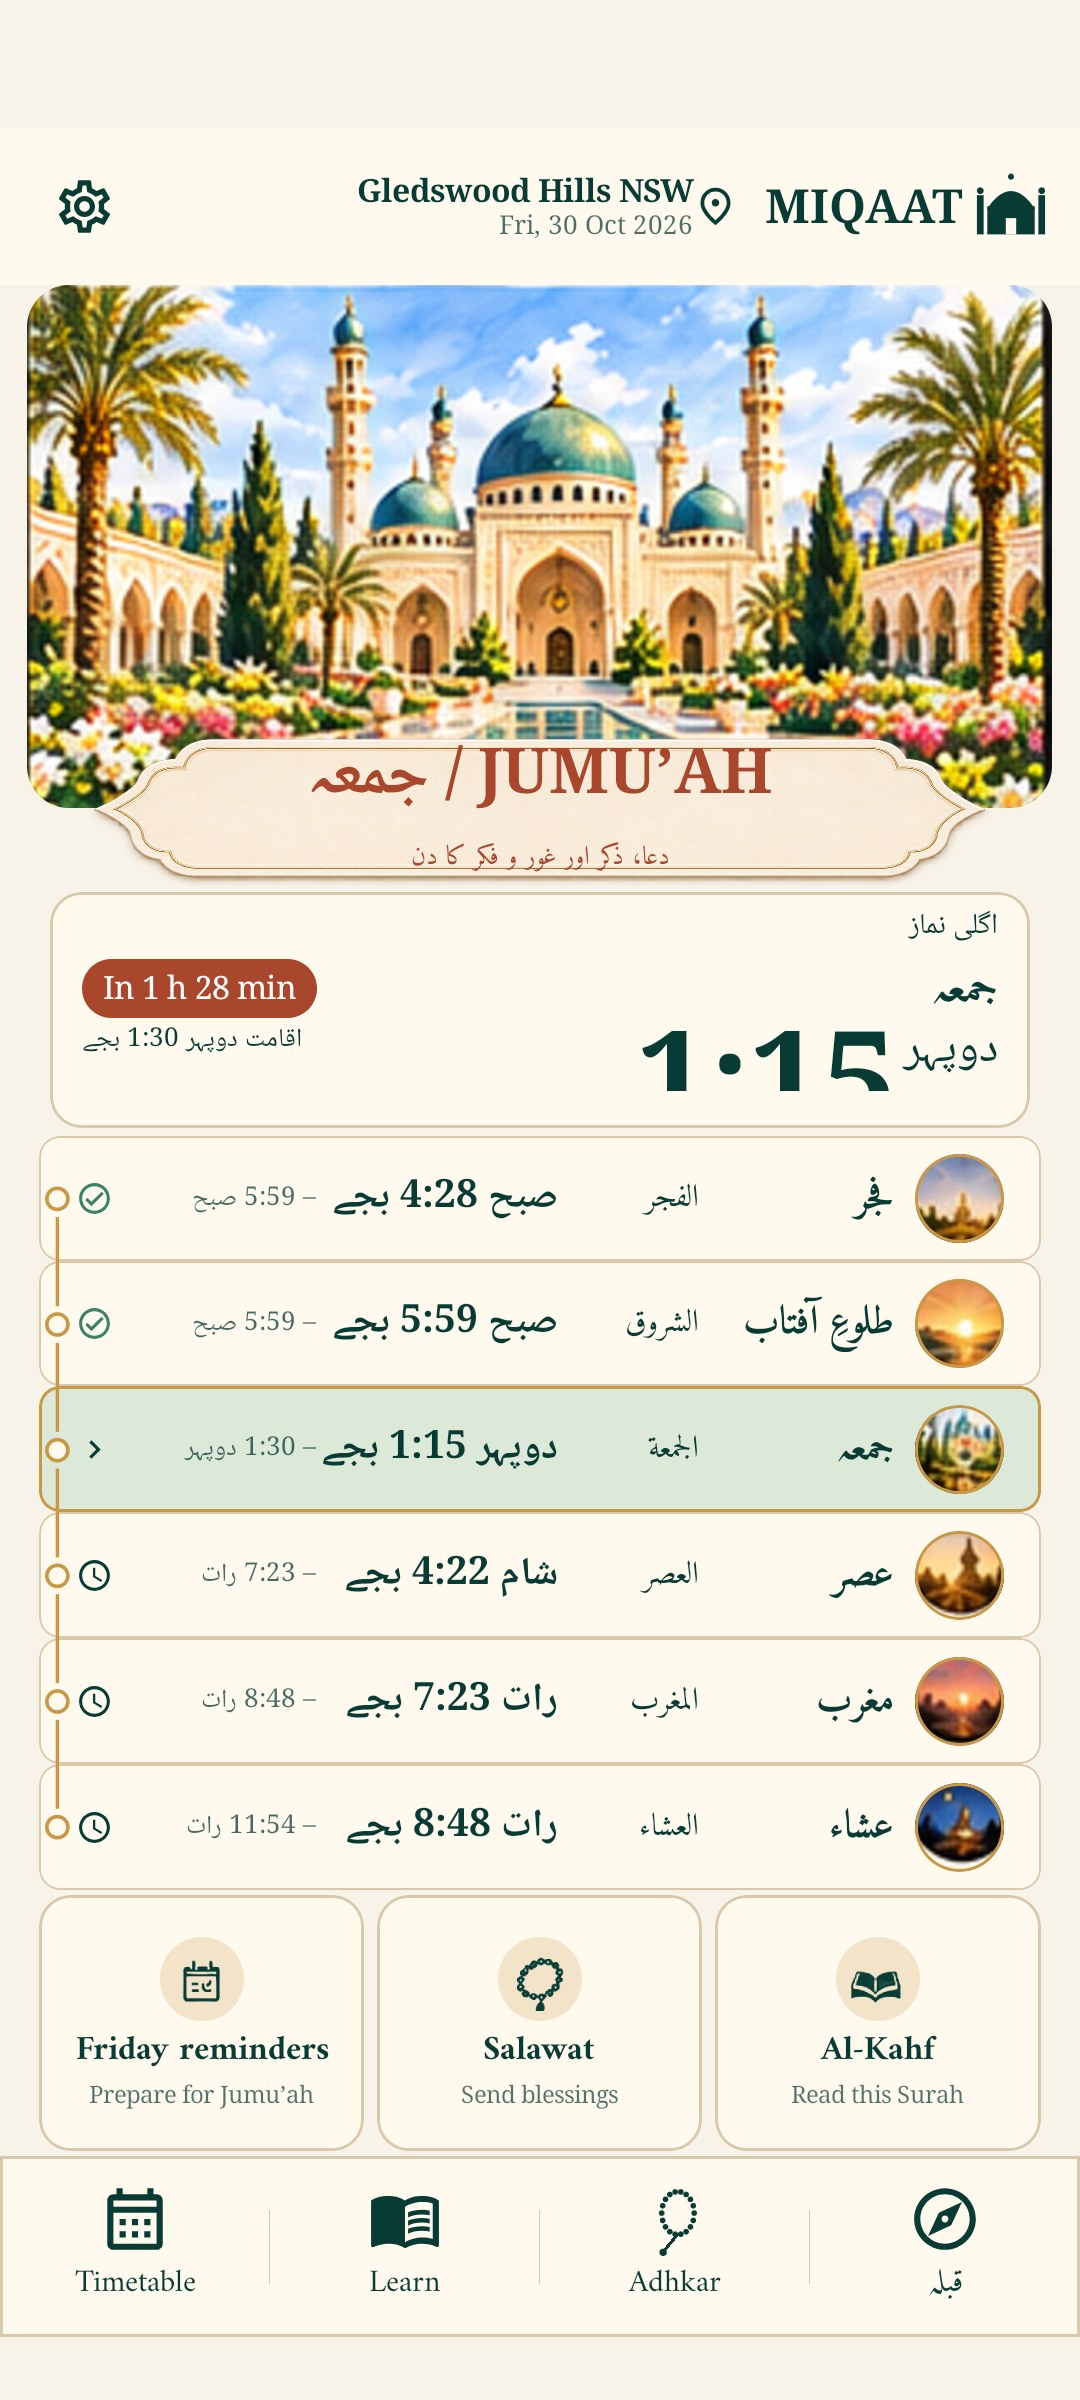 MIQAAT
Gledswood Hills NSW
Fri, 30 Oct 2026
جمعہ / JUMU’AH
دعا، ذکر اور غور و فکر کا دن
اگلی نماز
جمعہ
دوپہر 1:15
In 1 h 28 min
اقامت دوپہر 1:30 بجے
فجر الفجر صبح 4:28 بجے – 5:59 صبح
طلوعِ آفتاب الشروق صبح 5:59 بجے – 5:59 صبح
جمعہ الجمعة دوپہر 1:15 بجے – 1:30 دوپہر
عصر العصر شام 4:22 بجے – 7:23 رات
مغرب المغرب رات 7:23 بجے – 8:48 رات
عشاء العشاء رات 8:48 بجے – 11:54 رات
Friday reminders
Prepare for Jumu’ah
Salawat
Send blessings
Al-Kahf
Read this Surah
Timetable
Learn
Adhkar
قبلہ